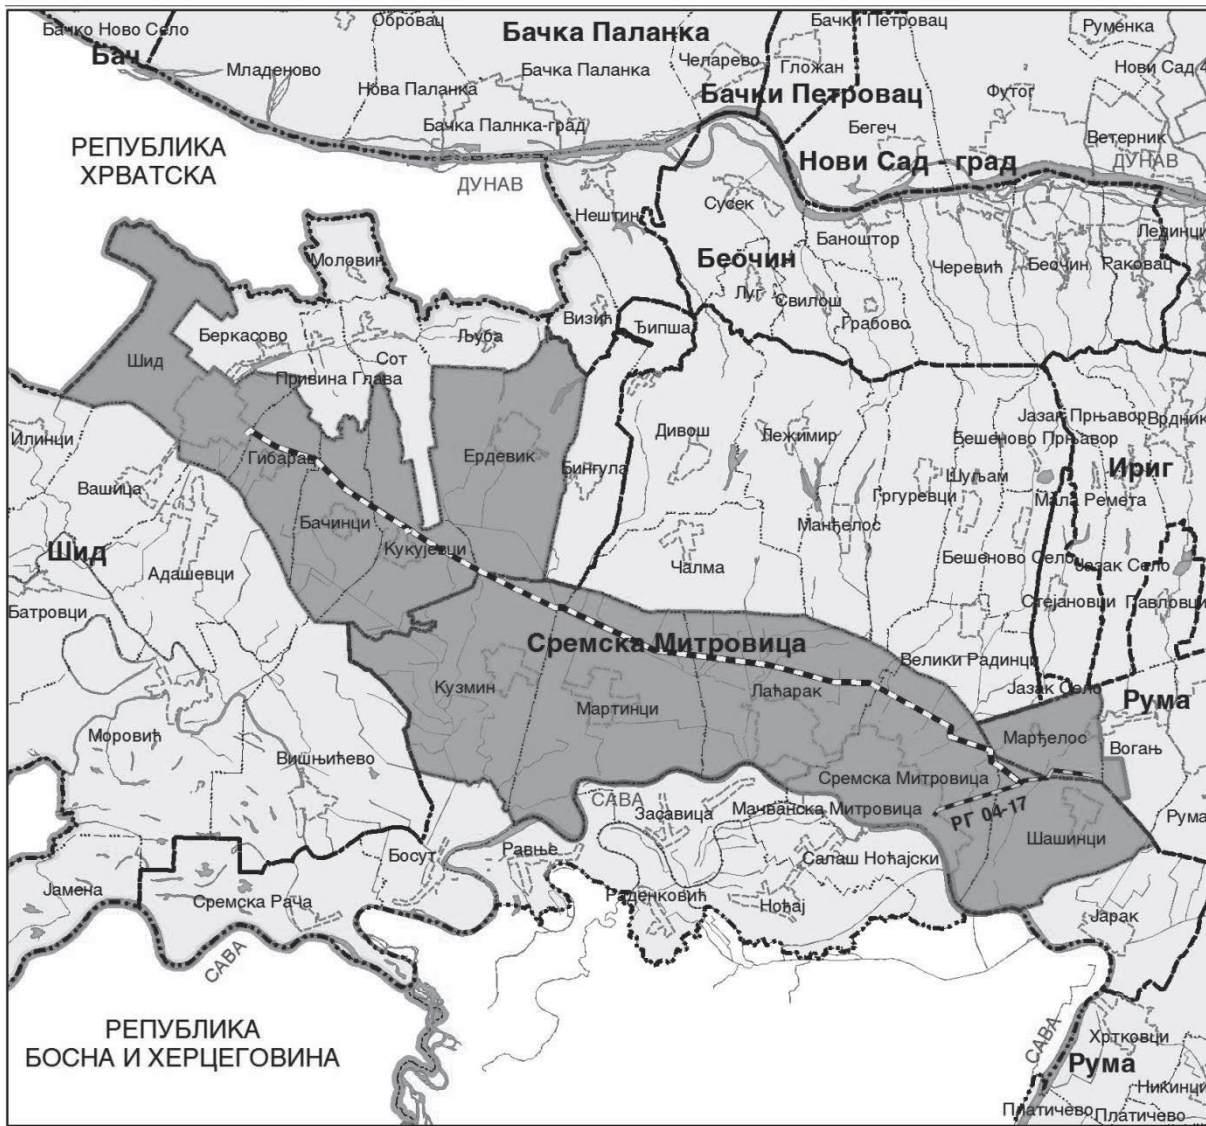 Обровац
Бачки Петровац
Бачко Ново Село
Бачка Паланка
Руменка
Бач
Младеново
Бачка Паланка
Челарево
Гложан
Нови Сад 4
Нова Паланка
Бачки Петровац
Футог
Бачка Палнка-град
Бегеч
Ветерник
РЕПУБЛИКА
ХРВАТСКА
ДУНАВ
Нови Сад - град
ДУНАВ
Нештин
Сусек
Баноштор
Лединци
Моловин
Беочин
Черевић
Беочин
Раковац
Луг
Свилош
Визић
Ђипша
Грабово
Беркасово
Љуба
Шид
Сот
Привина Глава
Јазак Прњавор
Врдник
Илинци
Гибарац
Ердевик
Бингула
Дивош
Лежимир
Бешеново Прњавор
Вашица
Шуљам
Ириг
Гргуревци
Мала Ремета
Бачинци
Манђелос
Шид
Кукујевци
Адашевци
Чалма
Бешеново Село
Јазак Село
Батровци
Стејановци
Павловци
Сремска Митровица
Велики Радинци
Кузмин
Лаћарак
Јазак Село
Мартинци
Рума
Моровић
Марђелос
Вогањ
Вишњићево
Сремска Митровица
САВА
Засавица
Мачванска Митровица
РГ 04-17
Рума
Шашинци
Босут
Равње
Салаш Ноћајски
Јамена
Сремска Рача
Раденковић
Ноћај
Јарак
САВА
РЕПУБЛИКА
БОСНА И ХЕРЦЕГОВИНА
САВА
Хртковци
Рума
Никинци
Платичево
Платичево